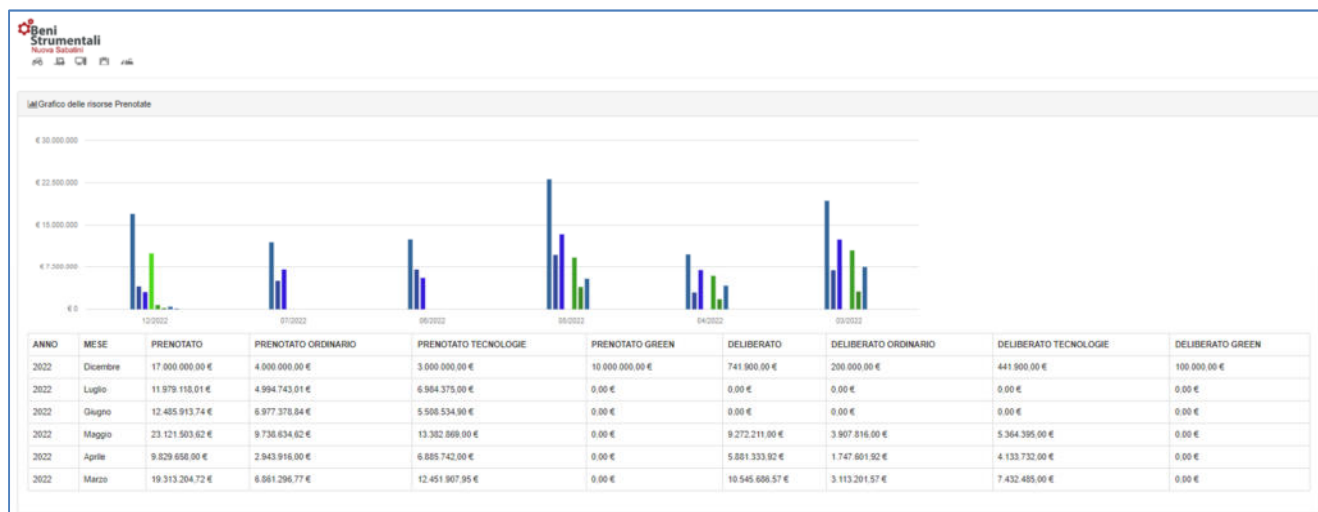 Beni
Strumentali
Nuova Sabatini
Grafico delle risorse Prenotate
€ 30.000.000
€ 22.500.000
€ 15.000.000
€ 7.500.000
€ 0
12/2022 07/2022 06/2022 05/2022 04/2022 03/2022
ANNO MESE PRENOTATO PRENOTATO ORDINARIO PRENOTATO TECNOLOGIE PRENOTATO GREEN DELIBERATO DELIBERATO ORDINARIO DELIBERATO TECNOLOGIE DELIBERATO GREEN
2022 Dicembre 17.000.000,00 € 4.000.000,00 € 3.000.000,00 € 10.000.000,00 € 741.900,00 € 200.000,00 € 441.900,00 € 100.000,00 €
2022 Luglio 11.979.118,01 € 4.994.743,01 € 6.984.375,00 € 0,00 € 0,00 € 0,00 € 0,00 € 0,00 €
2022 Giugno 12.485.913,74 € 6.977.378,84 € 5.508.534,90 € 0,00 € 0,00 € 0,00 € 0,00 € 0,00 €
2022 Maggio 23.121.503,62 € 9.738.634,62 € 13.382.869,00 € 0,00 € 9.272.211,00 € 3.907.816,00 € 5.364.395,00 € 0,00 €
2022 Aprile 9.829.658,00 € 2.943.916,00 € 6.885.742,00 € 0,00 € 5.881.333,92 € 1.747.601,92 € 4.133.732,00 € 0,00 €
2022 Marzo 19.313.204,72 € 6.861.296,77 € 12.451.907,95 € 0,00 € 10.545.686,57 € 3.113.201,57 € 7.432.485,00 € 0,00 €